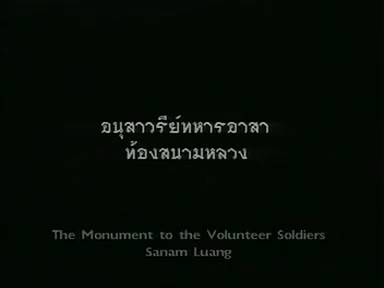 อนุสาวรีย์ทหารอาสา
ท้องสนามหลวง
The Monument to the Volunteer Soldiers
Sanam Luang